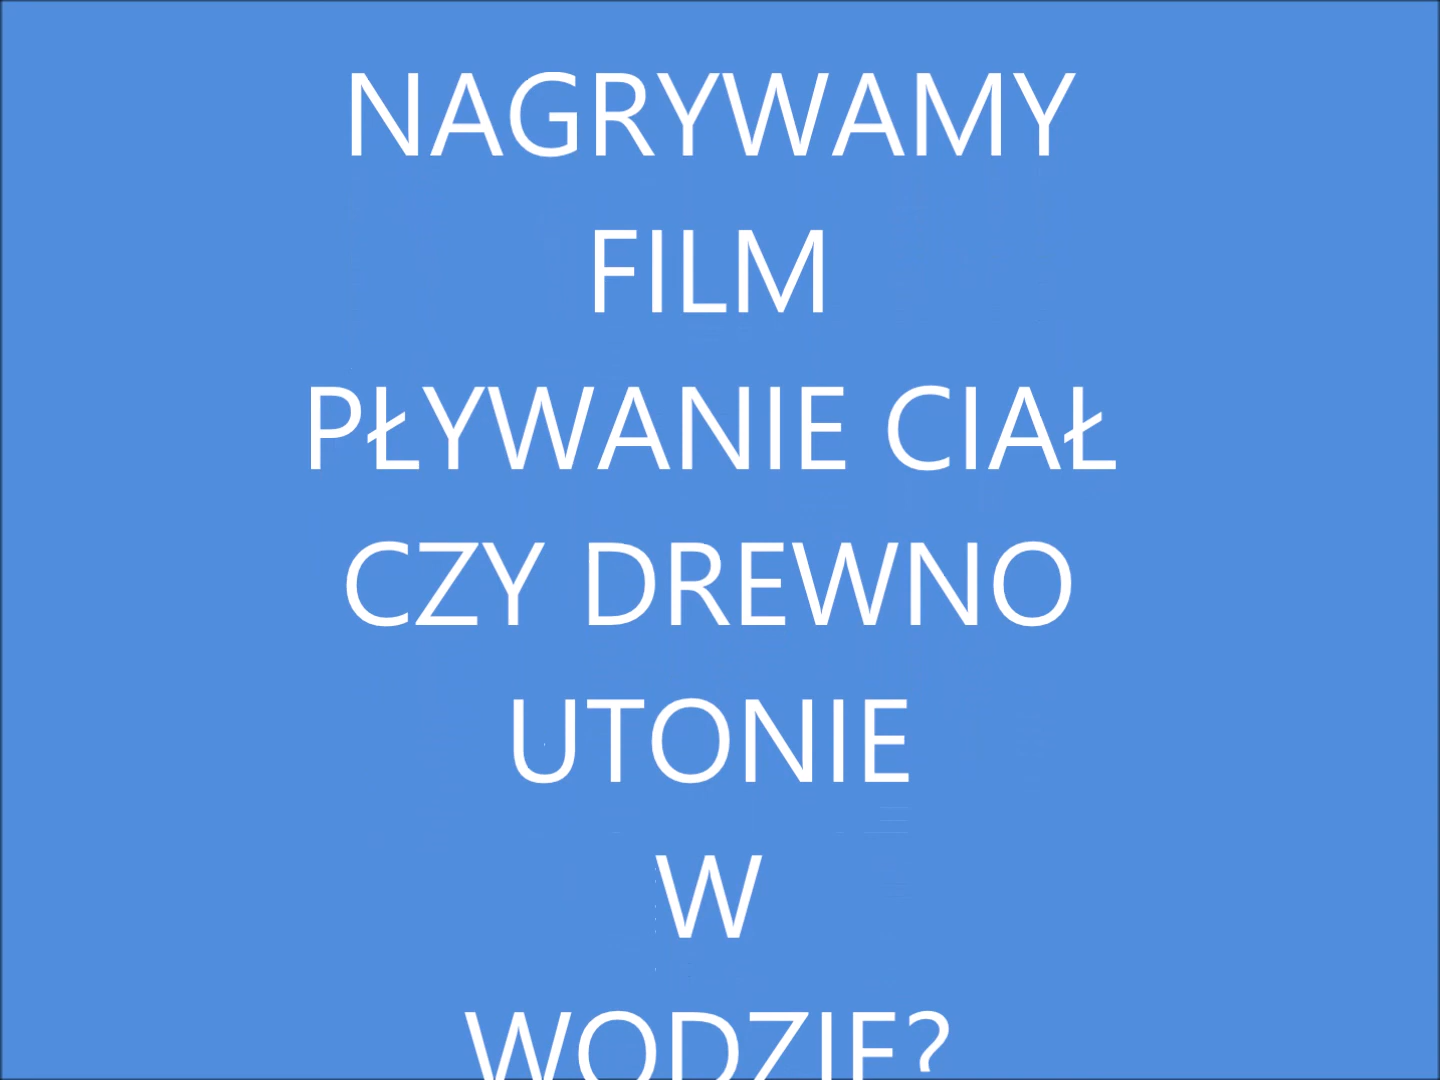 NAGRYWAMY
FILM
PŁYWANIE CIAŁ
CZY DREWNO
UTONIE
W
WODZIE?